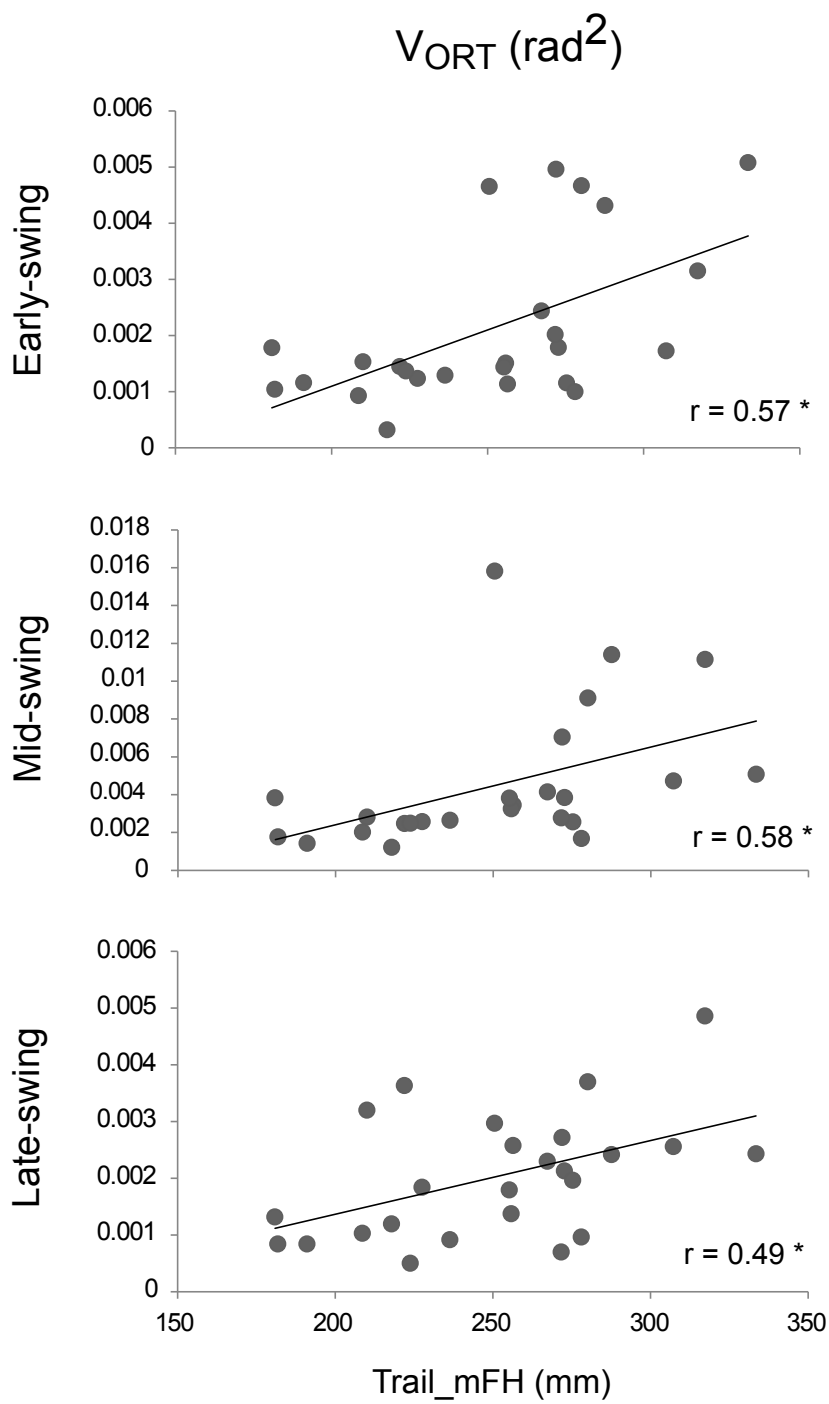 V_ORT (rad²)
Early-swing
0.006
0.005
0.004
0.003
0.002
0.001
0
r = 0.57 *
Mid-swing
0.018
0.016
0.014
0.012
0.01
0.008
0.006
0.004
0.002
0
r = 0.58 *
Late-swing
0.006
0.005
0.004
0.003
0.002
0.001
0
r = 0.49 *
150 200 250 300 350
Trail_mFH (mm)